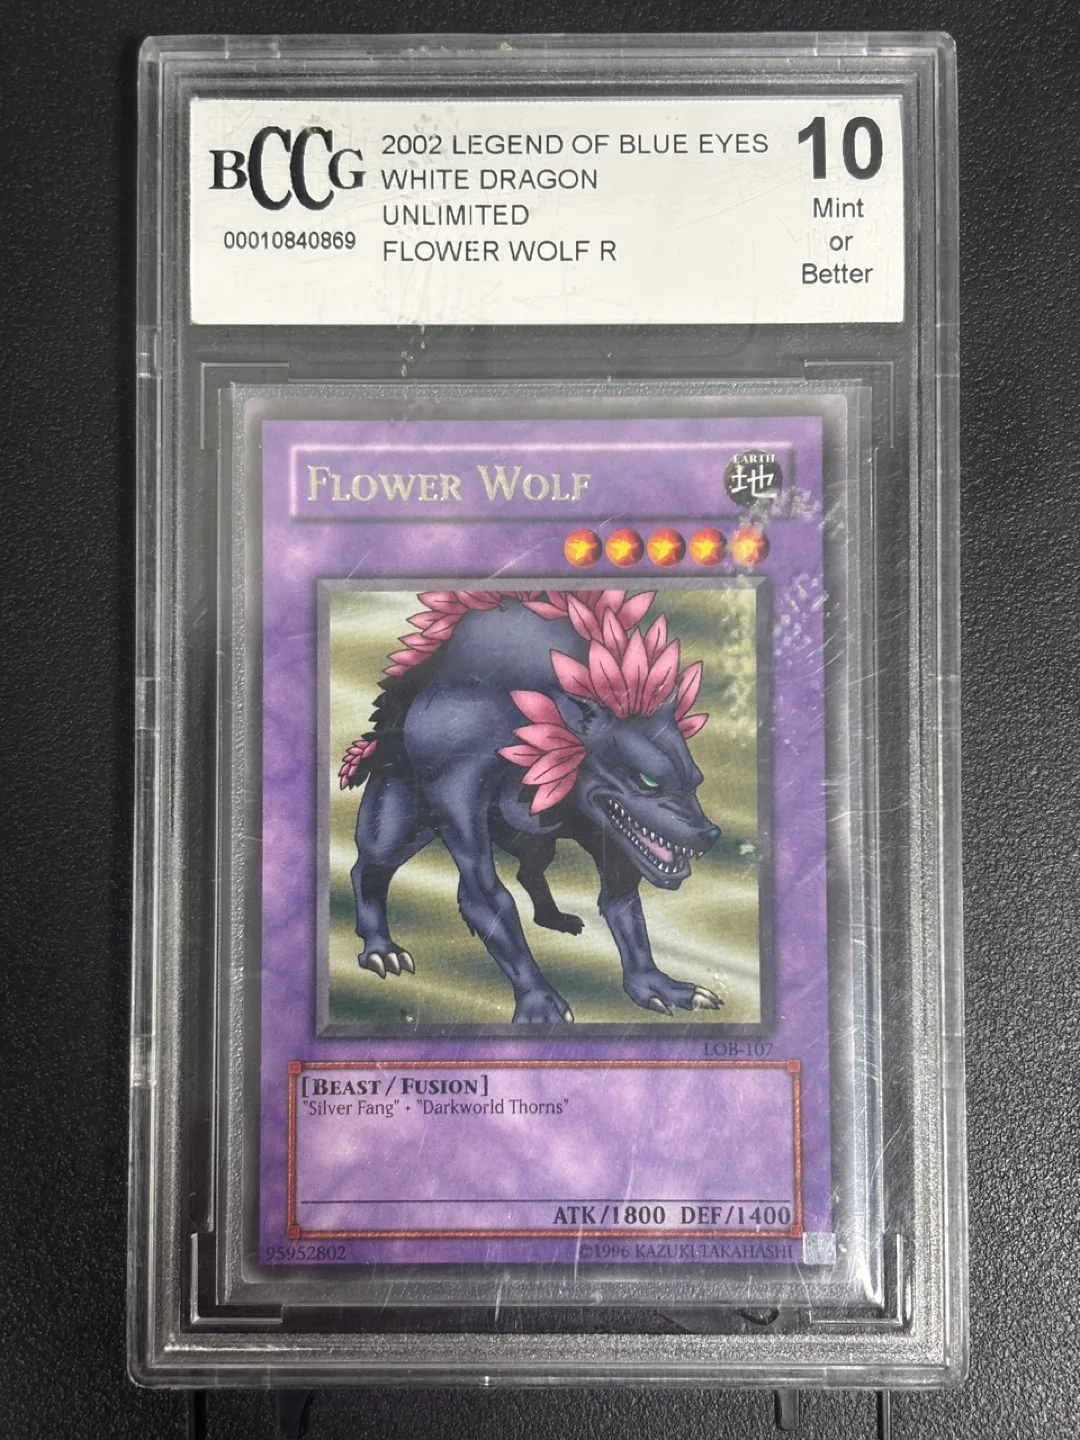 BCCG
00010840869
2002 LEGEND OF BLUE EYES
WHITE DRAGON
UNLIMITED
FLOWER WOLF R
10
Mint
or
Better
FLOWER WOLF
EARTH
地
LOB-107
[BEAST/FUSION]
"Silver Fang" + "Darkworld Thorns"
ATK/1800 DEF/1400
95952802
©1996 KAZUKI TAKAHASHI